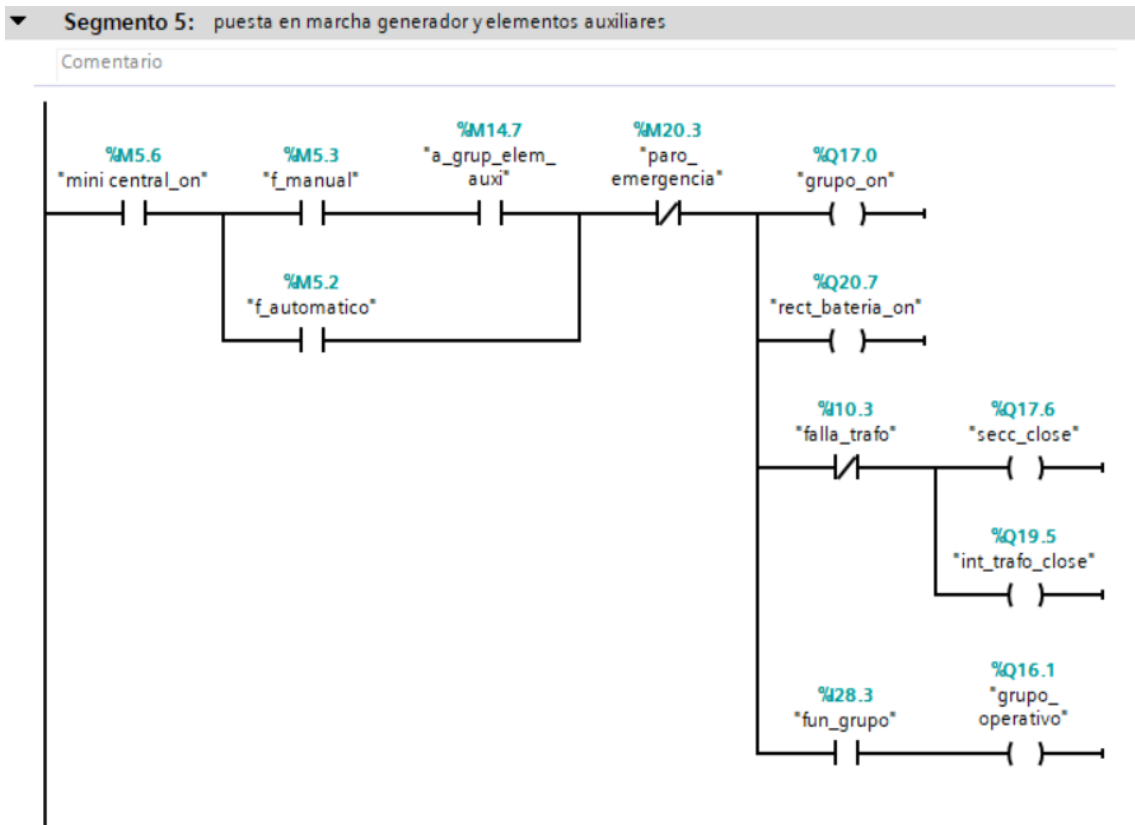 Segmento 5: puesta en marcha generador y elementos auxiliares
Comentario
%M5.6
"mini central_on"
%M5.3
"f_manual"
%M14.7
"a_grup_elem_
auxi"
%M20.3
"paro_
emergencia"
%Q17.0
"grupo_on"
%M5.2
"f_automatico"
%Q20.7
"rect_bateria_on"
%I10.3
"falla_trafo"
%Q17.6
"secc_close"
%Q19.5
"int_trafo_close"
%I28.3
"fun_grupo"
%Q16.1
"grupo_
operativo"